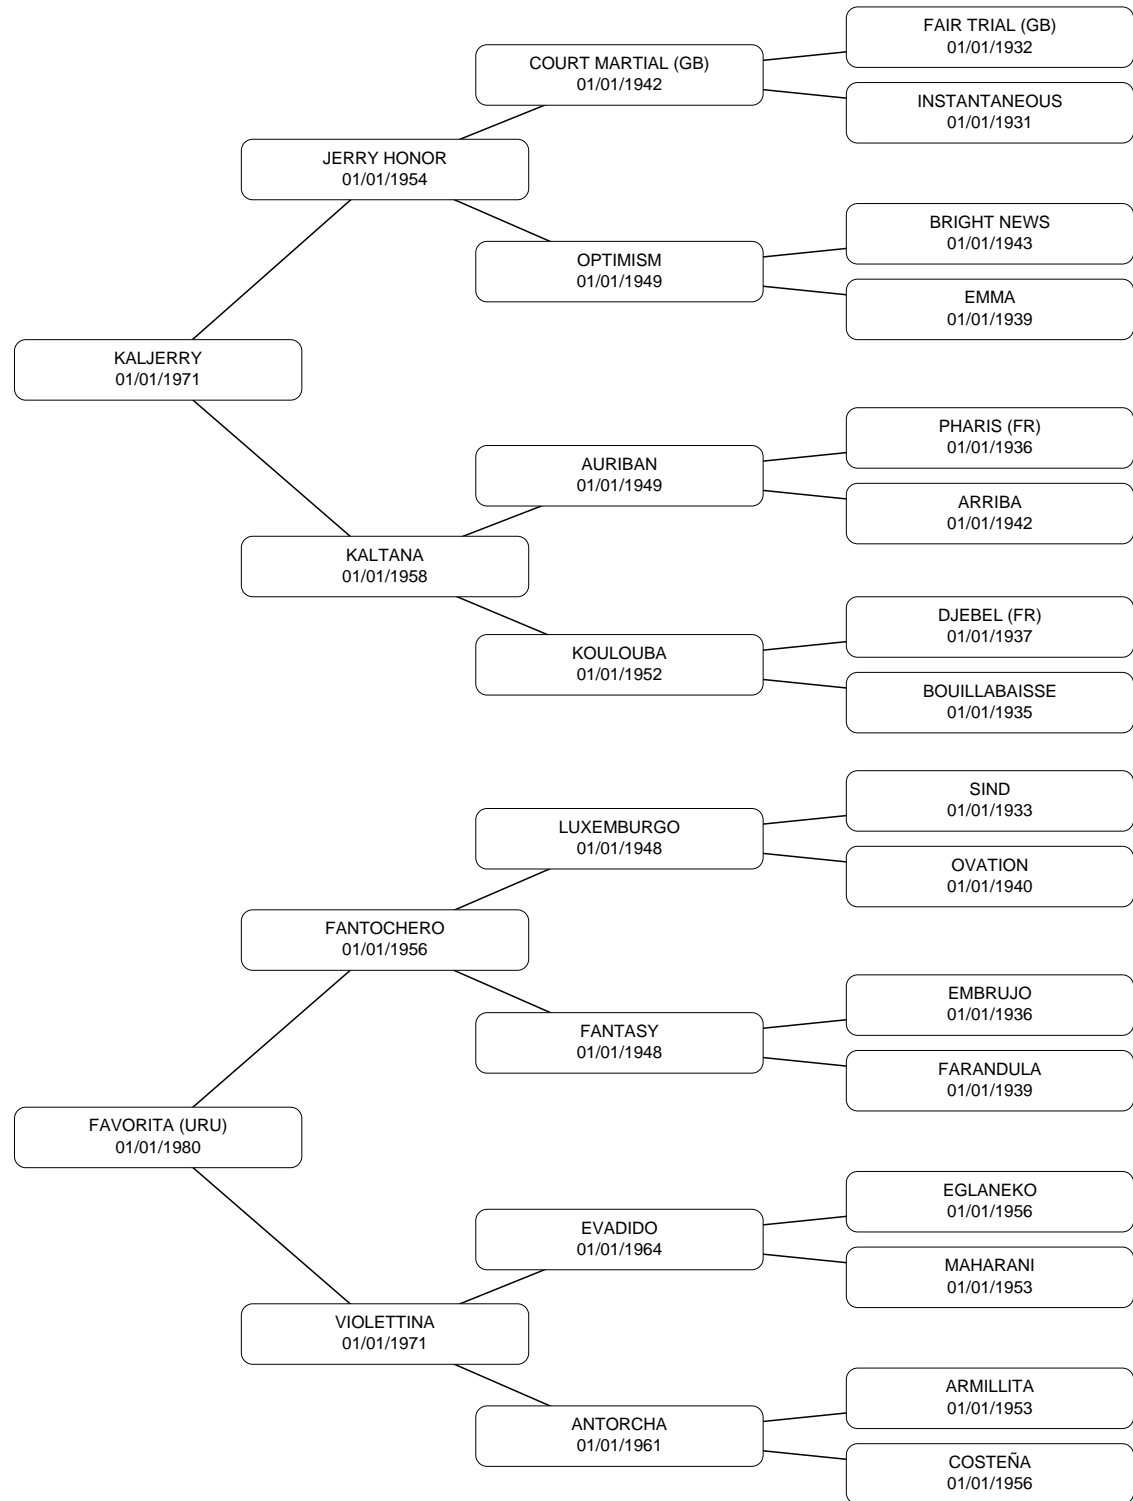 FAIR TRIAL (GB)
01/01/1932
COURT MARTIAL (GB)
01/01/1942
INSTANTANEOUS
01/01/1931
JERRY HONOR
01/01/1954
BRIGHT NEWS
01/01/1943
OPTIMISM
01/01/1949
EMMA
01/01/1939
KALJERRY
01/01/1971
PHARIS (FR)
01/01/1936
AURIBAN
01/01/1949
ARRIBA
01/01/1942
KALTANA
01/01/1958
DJEBEL (FR)
01/01/1937
KOULOUBA
01/01/1952
BOUILLABAISSE
01/01/1935
SIND
01/01/1933
LUXEMBURGO
01/01/1948
OVATION
01/01/1940
FANTOCHERO
01/01/1956
EMBRUJO
01/01/1936
FANTASY
01/01/1948
FARANDULA
01/01/1939
FAVORITA (URU)
01/01/1980
EGLANEKO
01/01/1956
EVADIDO
01/01/1964
MAHARANI
01/01/1953
VIOLETTINA
01/01/1971
ARMILLITA
01/01/1953
ANTORCHA
01/01/1961
COSTEÑA
01/01/1956